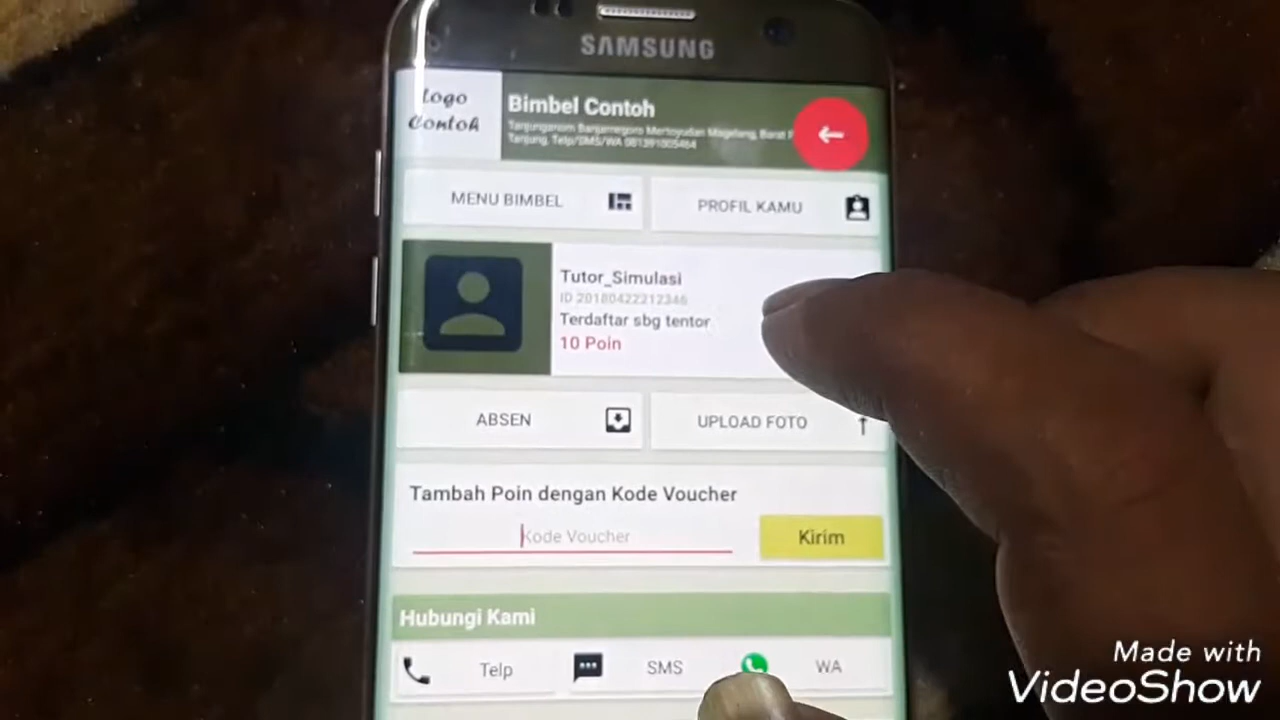 SAMSUNG
Logo
Contoh
Bimbel Contoh
Tanjunganom Banjarnegoro Mertoyudan Magelang, Barat
Tanjung, Telp/SMS/WA 081391005464
MENU BIMBEL
PROFIL KAMU
Tutor_Simulasi
ID 20180422212346
Terdaftar sbg tentor
10 Poin
ABSEN
UPLOAD FOTO
Tambah Poin dengan Kode Voucher
Kode Voucher
Kirim
Hubungi Kami
Telp
SMS
WA
Made with
VideoShow